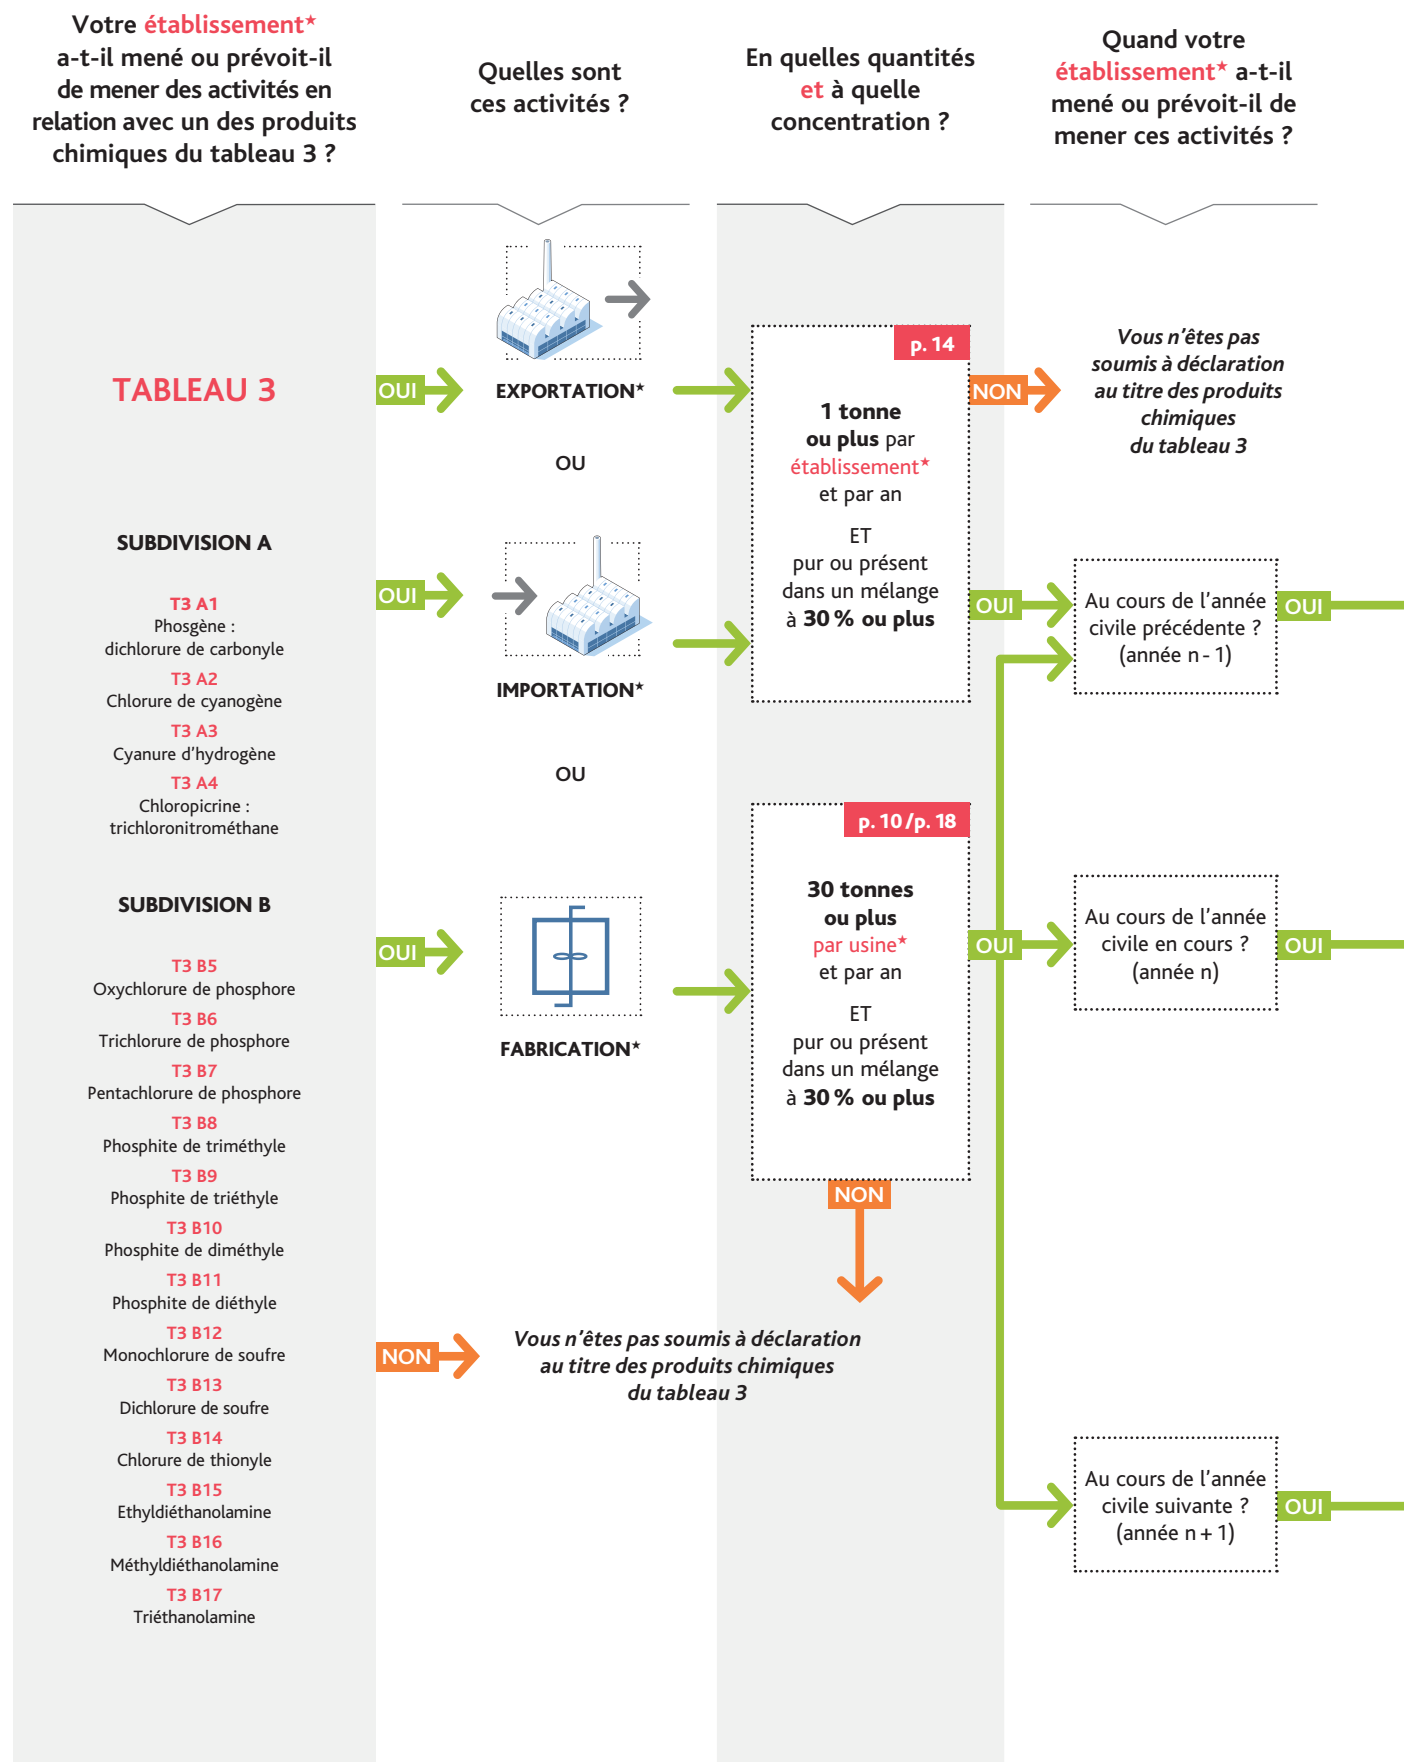 Votre établissement★
a-t-il mené ou prévoit-il
de mener des activités en
relation avec un des produits
chimiques du tableau 3 ?
Quelles sont
ces activités ?
En quelles quantités
et à quelle
concentration ?
Quand votre
établissement★ a-t-il
mené ou prévoit-il de
mener ces activités ?
TABLEAU 3
SUBDIVISION A
T3 A1
Phosgène :
dichlorure de carbonyle
T3 A2
Chlorure de cyanogène
T3 A3
Cyanure d'hydrogène
T3 A4
Chloropicrine :
trichloronitrométhane
SUBDIVISION B
T3 B5
Oxychlorure de phosphore
T3 B6
Trichlorure de phosphore
T3 B7
Pentachlorure de phosphore
T3 B8
Phosphite de triméthyle
T3 B9
Phosphite de triéthyle
T3 B10
Phosphite de diméthyle
T3 B11
Phosphite de diéthyle
T3 B12
Monochlorure de soufre
T3 B13
Dichlorure de soufre
T3 B14
Chlorure de thionyle
T3 B15
Ethyldiéthanolamine
T3 B16
Méthyldiéthanolamine
T3 B17
Triéthanolamine
OUI
OUI
OUI
NON
EXPORTATION★
OU
IMPORTATION★
OU
FABRICATION★
Vous n'êtes pas soumis à déclaration
au titre des produits chimiques
du tableau 3
p. 14
1 tonne
ou plus par
établissement★
et par an
ET
pur ou présent
dans un mélange
à 30 % ou plus
p. 10/p. 18
30 tonnes
ou plus
par usine★
et par an
ET
pur ou présent
dans un mélange
à 30 % ou plus
NON
NON
OUI
OUI
Vous n'êtes pas
soumis à déclaration
au titre des produits
chimiques
du tableau 3
Au cours de l'année
civile précédente ?
(année n - 1)
OUI
Au cours de l'année
civile en cours ?
(année n)
OUI
Au cours de l'année
civile suivante ?
(année n + 1)
OUI